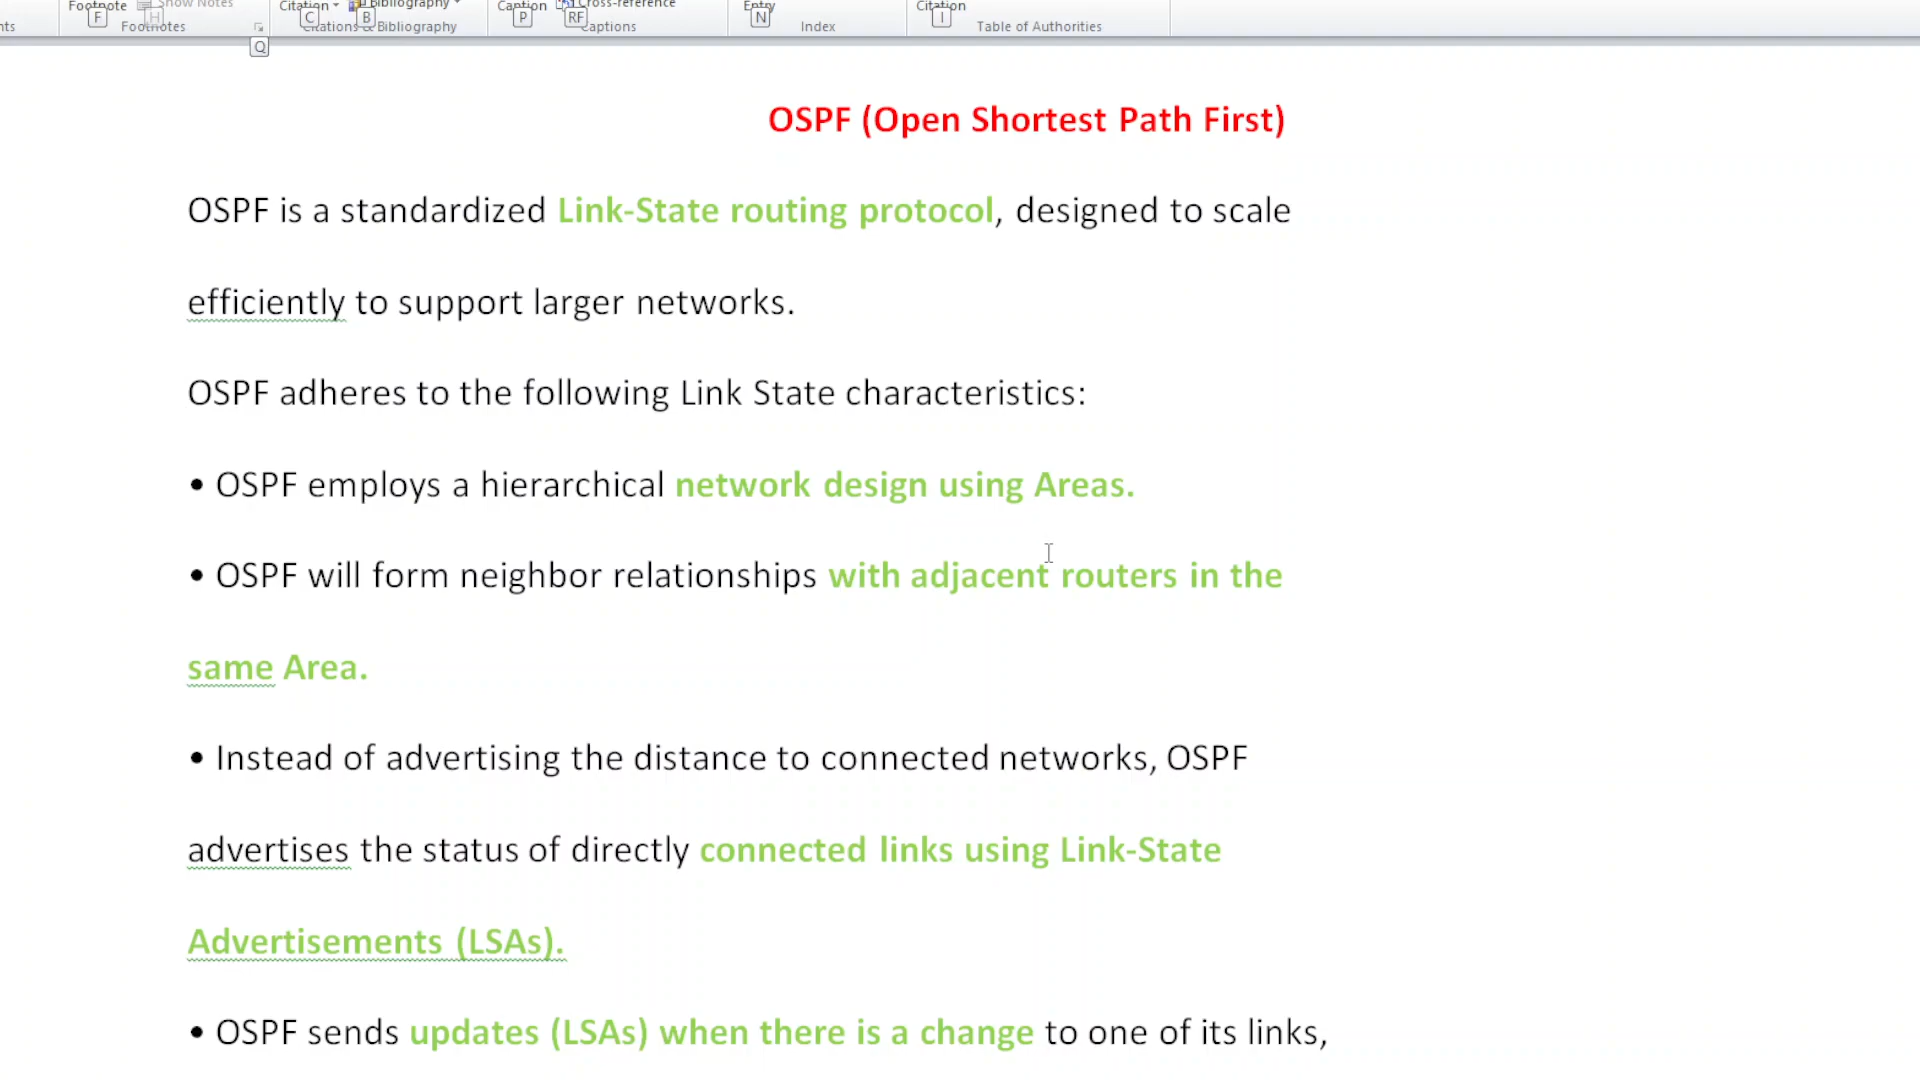 Footnote Show Notes Citation Bibliography Caption Cross-reference Entry Citation
F H C B P RF N I
nts Footnotes Citations & Bibliography Captions Index Table of Authorities
Q
OSPF (Open Shortest Path First)
OSPF is a standardized Link-State routing protocol, designed to scale
efficiently to support larger networks.
OSPF adheres to the following Link State characteristics:
• OSPF employs a hierarchical network design using Areas.
• OSPF will form neighbor relationships with adjacent routers in the
same Area.
• Instead of advertising the distance to connected networks, OSPF
advertises the status of directly connected links using Link-State
Advertisements (LSAs).
• OSPF sends updates (LSAs) when there is a change to one of its links,